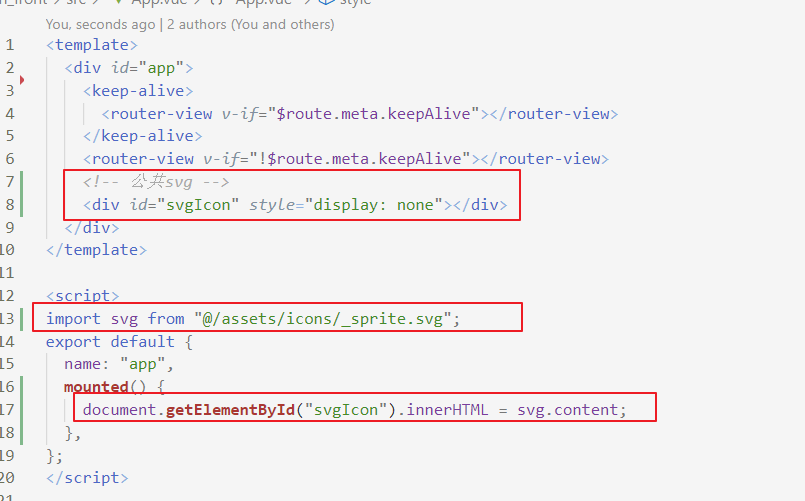 n_front > src > App.vue > {} App.vue > style
You, seconds ago | 2 authors (You and others)
1 <template>
2 <div id="app">
3 <keep-alive>
4 <router-view v-if="$route.meta.keepAlive"></router-view>
5 </keep-alive>
6 <router-view v-if="!$route.meta.keepAlive"></router-view>
7 <!-- 公共svg -->
8 <div id="svgIcon" style="display: none"></div>
9 </div>
10 </template>
11
12 <script>
13 import svg from "@/assets/icons/_sprite.svg";
14 export default {
15 name: "app",
16 mounted() {
17 document.getElementById("svgIcon").innerHTML = svg.content;
18 },
19 };
20 </script>
21